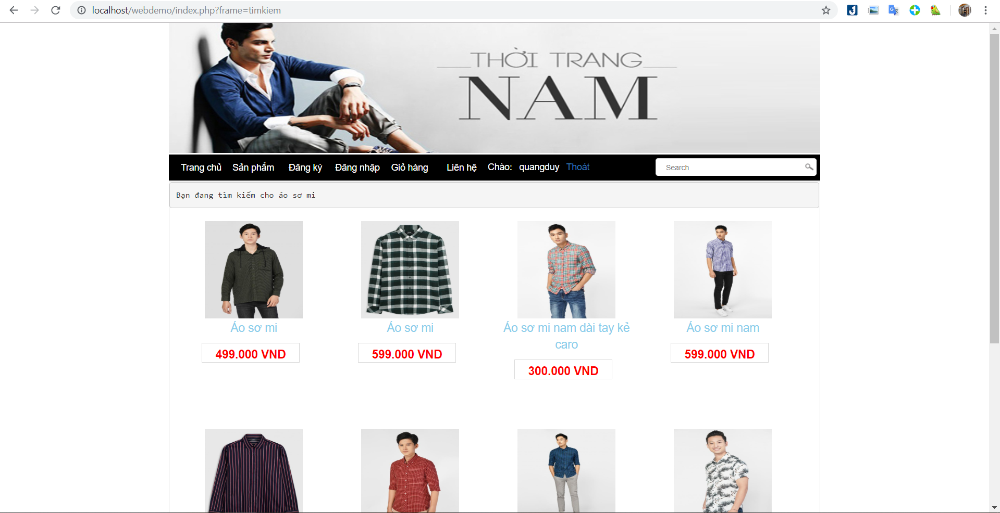 localhost/webdemo/index.php?frame=timkiem
THỜI TRANG
NAM
Trang chủ Sản phẩm Đăng ký Đăng nhập Giỏ hàng Liên hệ Chào: quangduy Thoát Search
Bạn đang tìm kiếm cho áo sơ mi
Áo sơ mi Áo sơ mi Áo sơ mi nam dài tay kẻ Áo sơ mi nam
caro
499.000 VND 599.000 VND 599.000 VND
300.000 VND